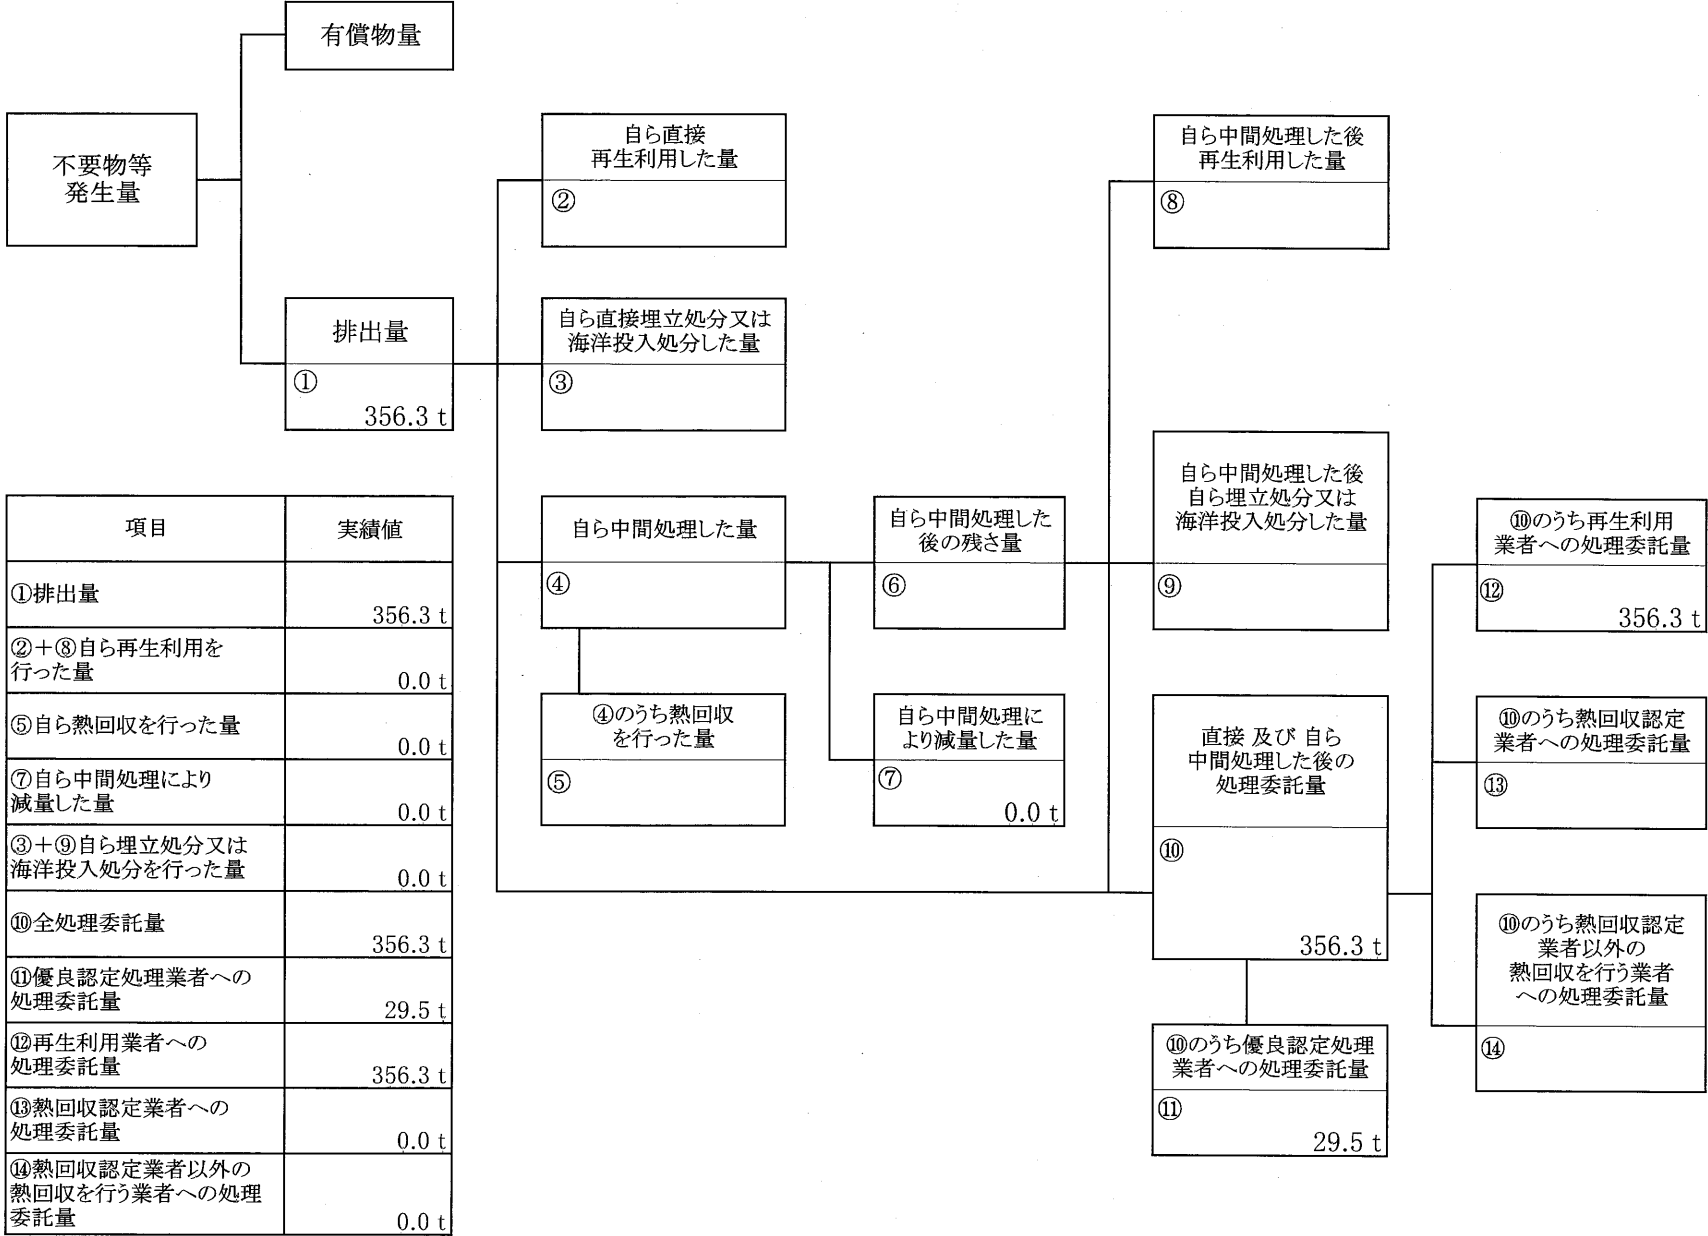 有償物量
不要物等
発生量
排出量
①
356.3 t
自ら直接
再生利用した量
②
自ら直接埋立処分又は
海洋投入処分した量
③
自ら中間処理した量
④
④のうち熱回収
を行った量
⑤
自ら中間処理した
後の残さ量
⑥
自ら中間処理に
より減量した量
⑦
0.0 t
自ら中間処理した後
再生利用した量
⑧
自ら中間処理した後
自ら埋立処分又は
海洋投入処分した量
⑨
直接 及び 自ら
中間処理した後の
処理委託量
⑩
356.3 t
⑩のうち優良認定処理
業者への処理委託量
⑪
29.5 t
⑩のうち再生利用
業者への処理委託量
⑫
356.3 t
⑩のうち熱回収認定
業者への処理委託量
⑬
⑩のうち熱回収認定
業者以外の
熱回収を行う業者
への処理委託量
⑭
項目 実績値
①排出量
356.3 t
②＋⑧自ら再生利用を
行った量
0.0 t
⑤自ら熱回収を行った量
0.0 t
⑦自ら中間処理により
減量した量
0.0 t
③＋⑨自ら埋立処分又は
海洋投入処分を行った量
0.0 t
⑩全処理委託量
356.3 t
⑪優良認定処理業者への
処理委託量
29.5 t
⑫再生利用業者への
処理委託量
356.3 t
⑬熱回収認定業者への
処理委託量
0.0 t
⑭熱回収認定業者以外の
熱回収を行う業者への処理
委託量
0.0 t